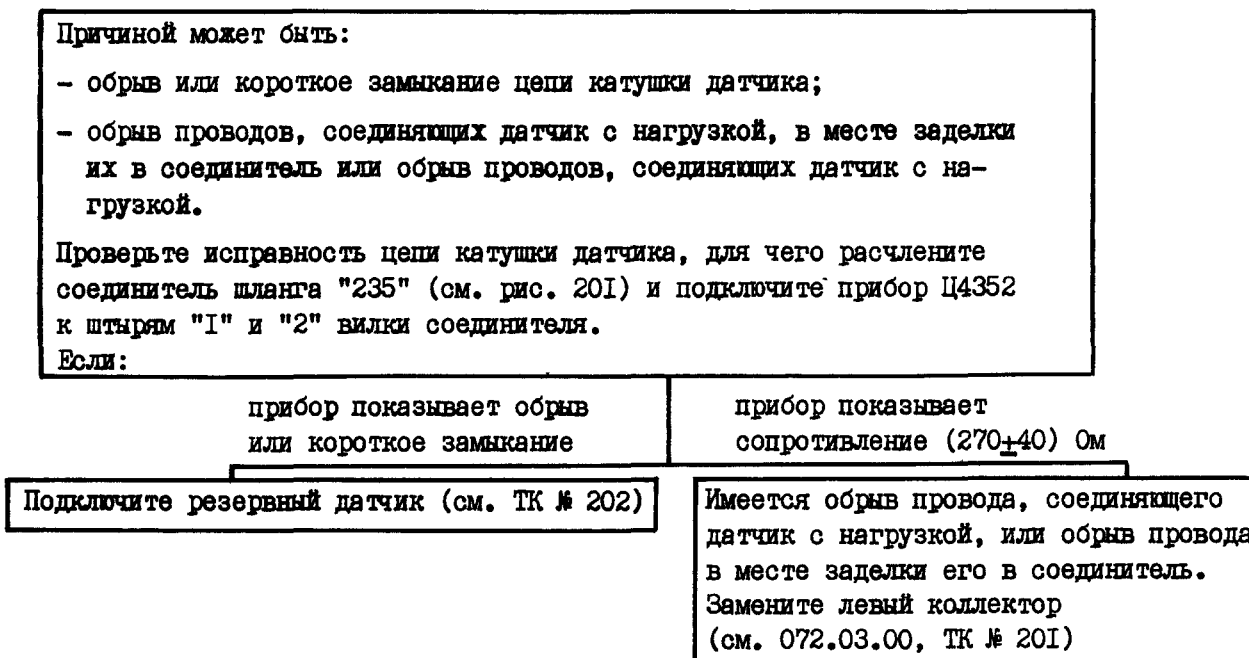 Причиной может быть:
- обрыв или короткое замыкание цепи катушки датчика;
- обрыв проводов, соединяющих датчик с нагрузкой, в месте заделки
их в соединитель или обрыв проводов, соединяющих датчик с на-
грузкой.
Проверьте исправность цепи катушки датчика, для чего расчлените
соединитель шланга "235" (см. рис. 20I) и подключите прибор Ц4352
к штырям "I" и "2" вилки соединителя.
Если:
прибор показывает обрыв
или короткое замыкание
прибор показывает
сопротивление (270±40) Ом
Подключите резервный датчик (см. ТК № 202)
Имеется обрыв провода, соединяющего
датчик с нагрузкой, или обрыв провода
в месте заделки его в соединитель.
Замените левый коллектор
(см. 072.03.00, ТК № 20I)